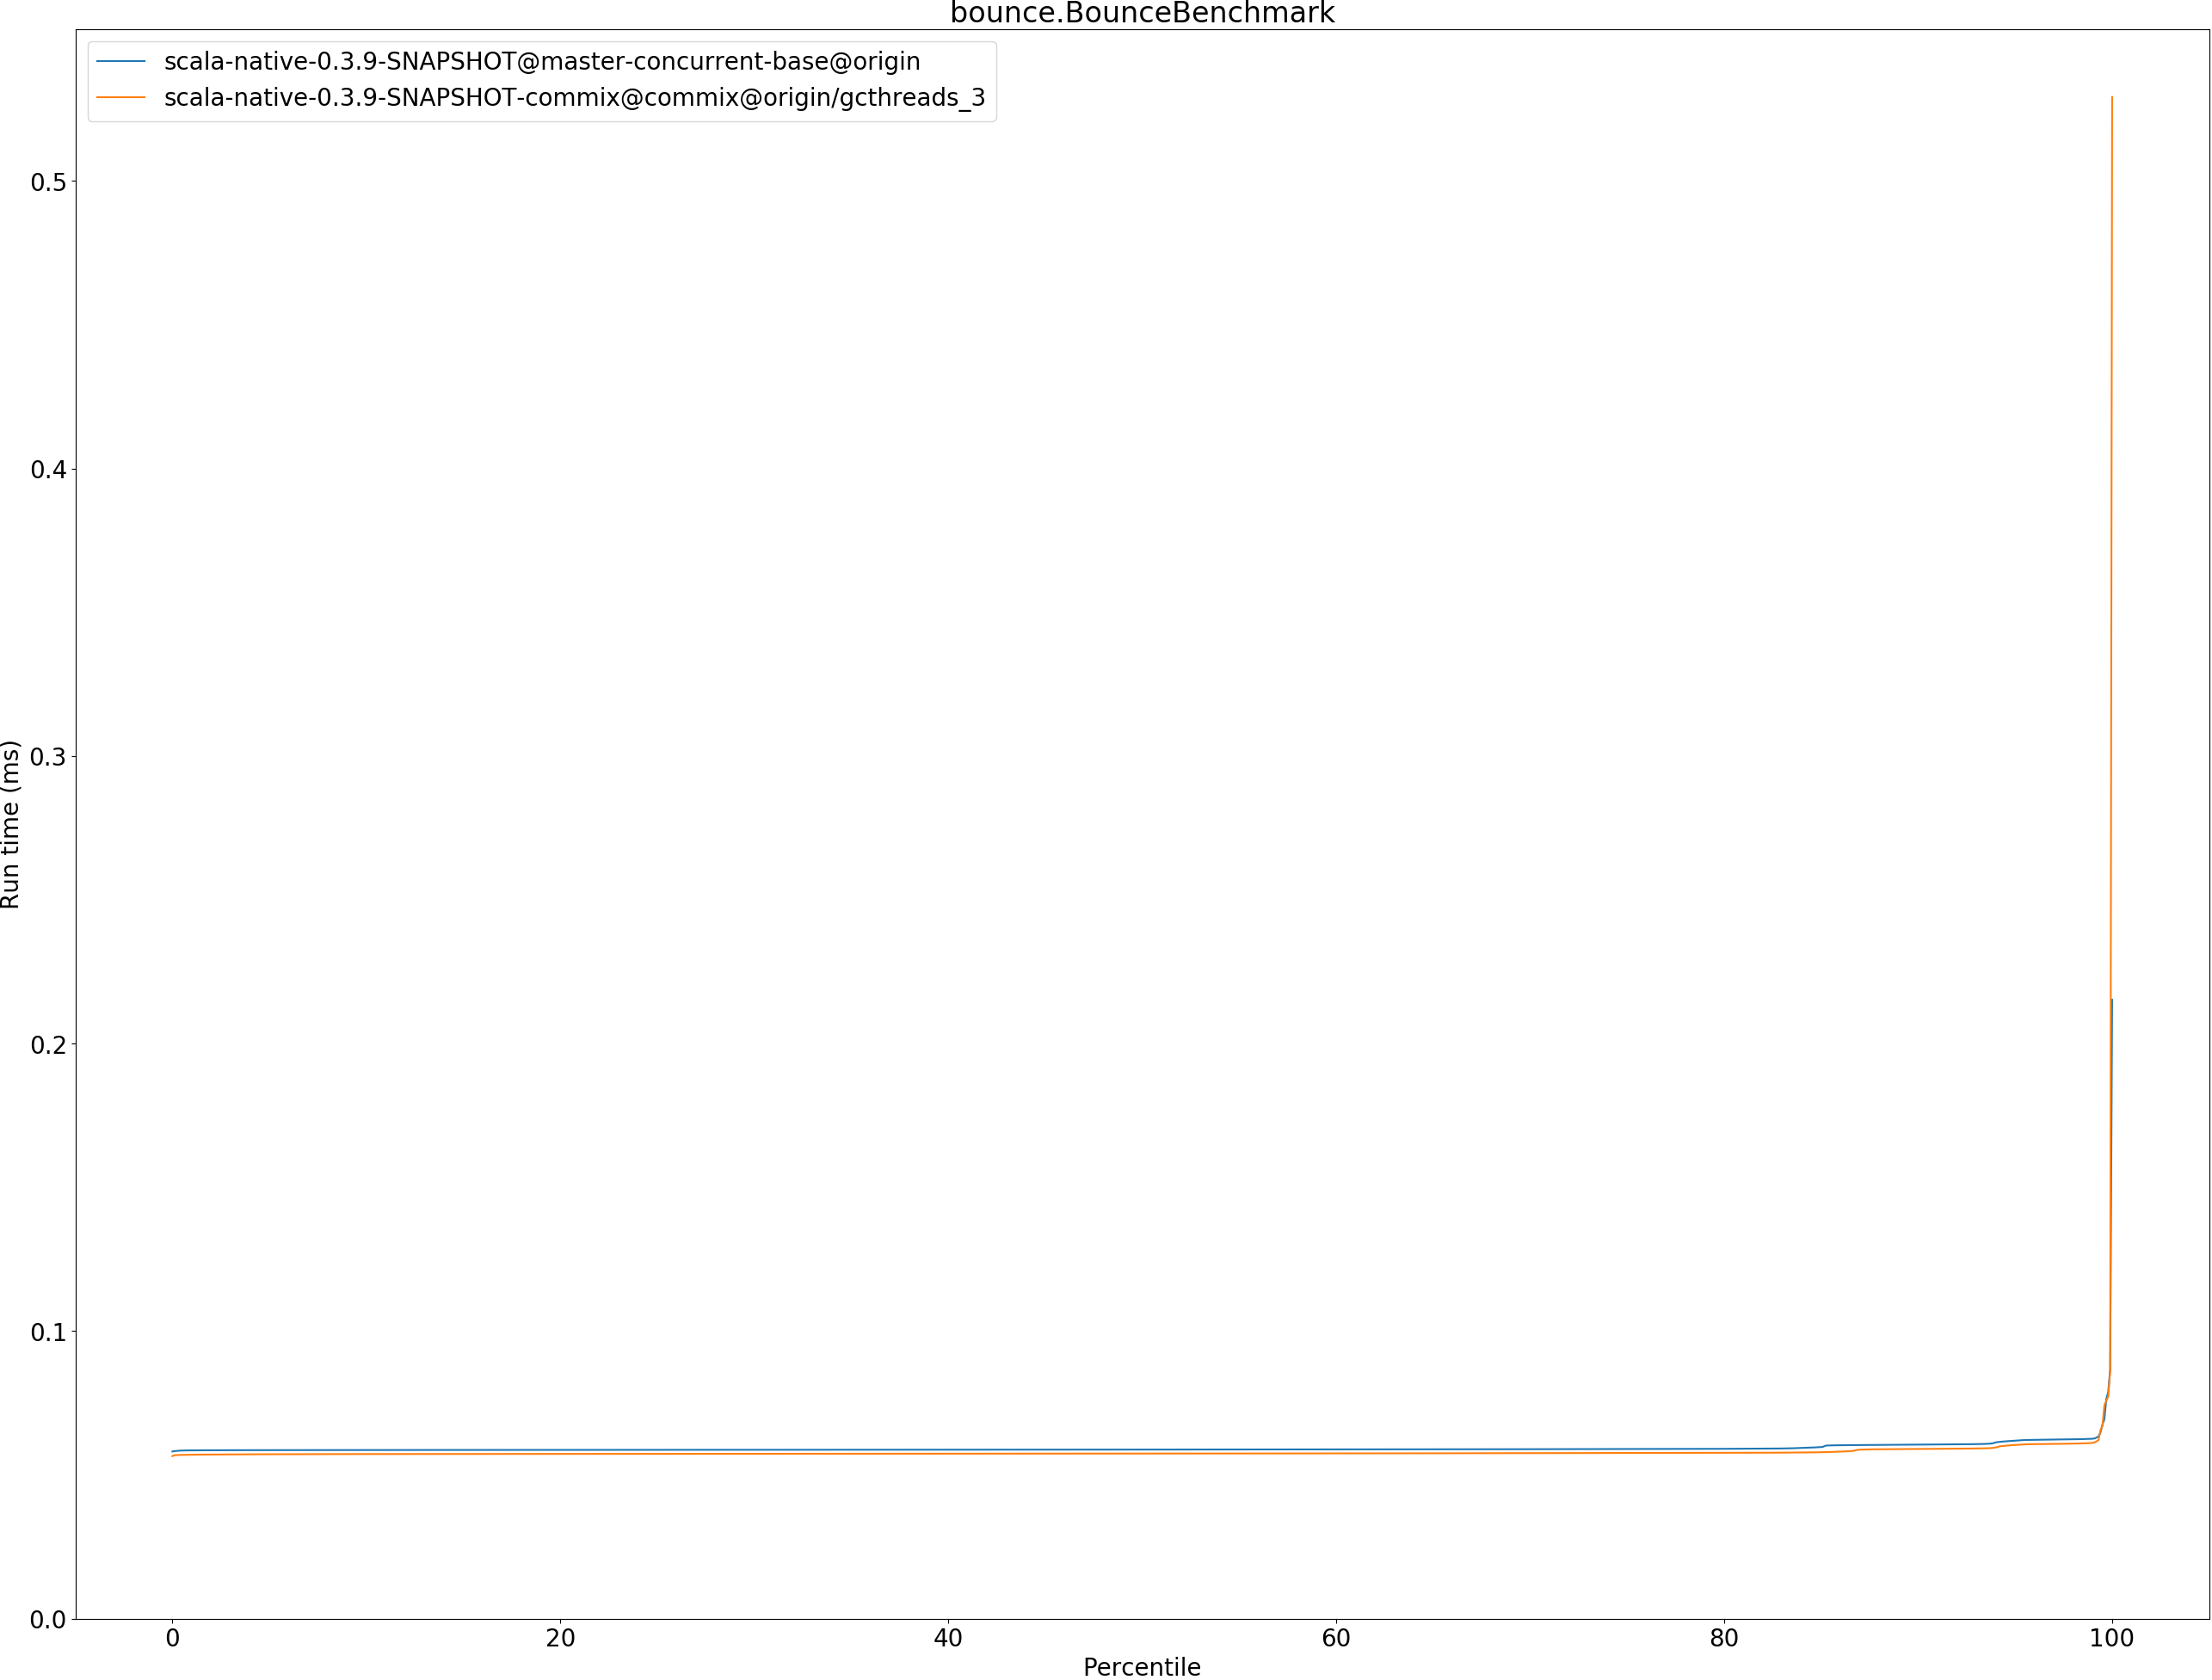 bounce.BounceBenchmark
scala-native-0.3.9-SNAPSHOT@master-concurrent-base@origin
scala-native-0.3.9-SNAPSHOT-commix@commix@origin/gcthreads_3
0.5
0.4
0.3
0.2
0.1
0.0
Run time (ms)
0 20 40 60 80 100
Percentile